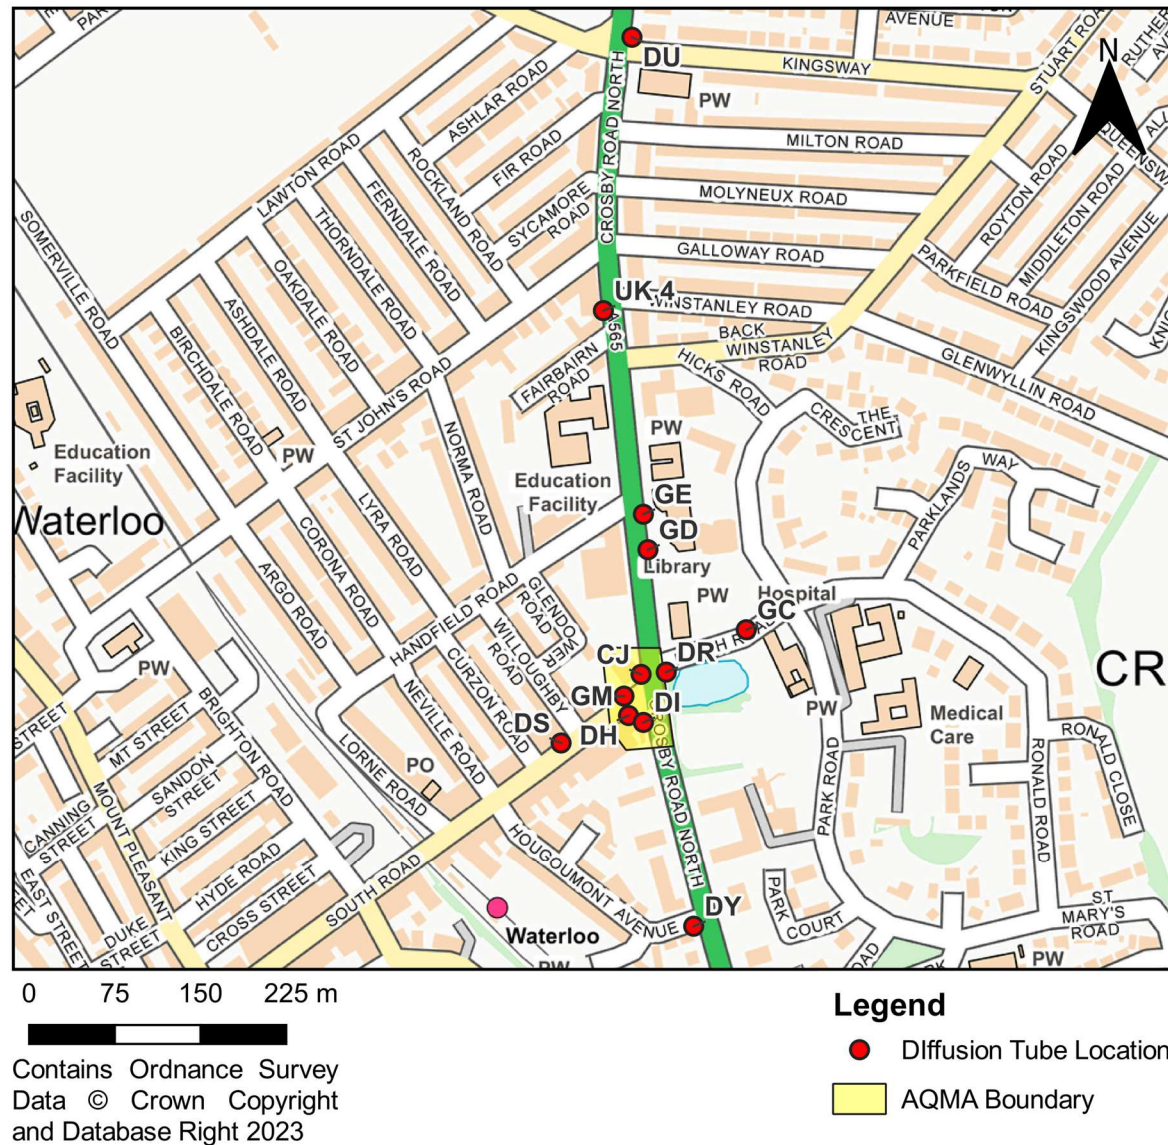 AVENUE
STUART ROAD
N
DU
KINGSWAY
PW
ASHLAR ROAD
FIR ROAD
ROCKLAND ROAD
LAWTON ROAD
FERNDALE ROAD
SYCAMORE
ROAD
CROSBY ROAD NORTH
MILTON ROAD
MOLYNEUX ROAD
GALLOWAY ROAD
ROYTON ROAD
MIDDLETON ROAD
PARKFIELD ROAD
KINGSWOOD AVENUE
SOMERVILLE ROAD
THORNDALE ROAD
OAKDALE ROAD
ASHDALE ROAD
BIRCHDALE ROAD
UK-4
WINSTANLEY ROAD
A565
BACK
WINSTANLEY
ROAD
GLENWYLLIN ROAD
HICKS ROAD
THE
CRESCENT
FAIRBAIRN
ROAD
ST JOHN'S ROAD
NORMA ROAD
Education
Facility
PW
PW
Education
Facility
PARKLANDS
WAY
Waterloo
GE
GD
Library
LYRA ROAD
CORONA ROAD
ARGO ROAD
HANDFIELD ROAD
GLENDOWER
ROAD
WILLOUGHBY
ROAD
CURZON ROAD
NEVILLE ROAD
PW
Hospital
GC
DR
CJ
GM
DI
DH
DS
CR
PW
PW
Medical
Care
MT STREET
STREET
BRIGHTON ROAD
LORNE ROAD
PO
SANDON
STREET
KING STREET
CANNING
STREET
MOUNT PLEASANT
HYDE ROAD
CROSS STREET
EAST STREET
DUKE
STREET
SOUTH ROAD
HOUGOUMONT AVENUE
CROSBY ROAD NORTH
PARK ROAD
RONALD ROAD
RONALD CLOSE
DY
PARK
COURT
ST
MARY'S
ROAD
ROAD
Waterloo
PW
PW
0 75 150 225 m
Contains Ordnance Survey
Data © Crown Copyright
and Database Right 2023
Legend
DIffusion Tube Location
AQMA Boundary